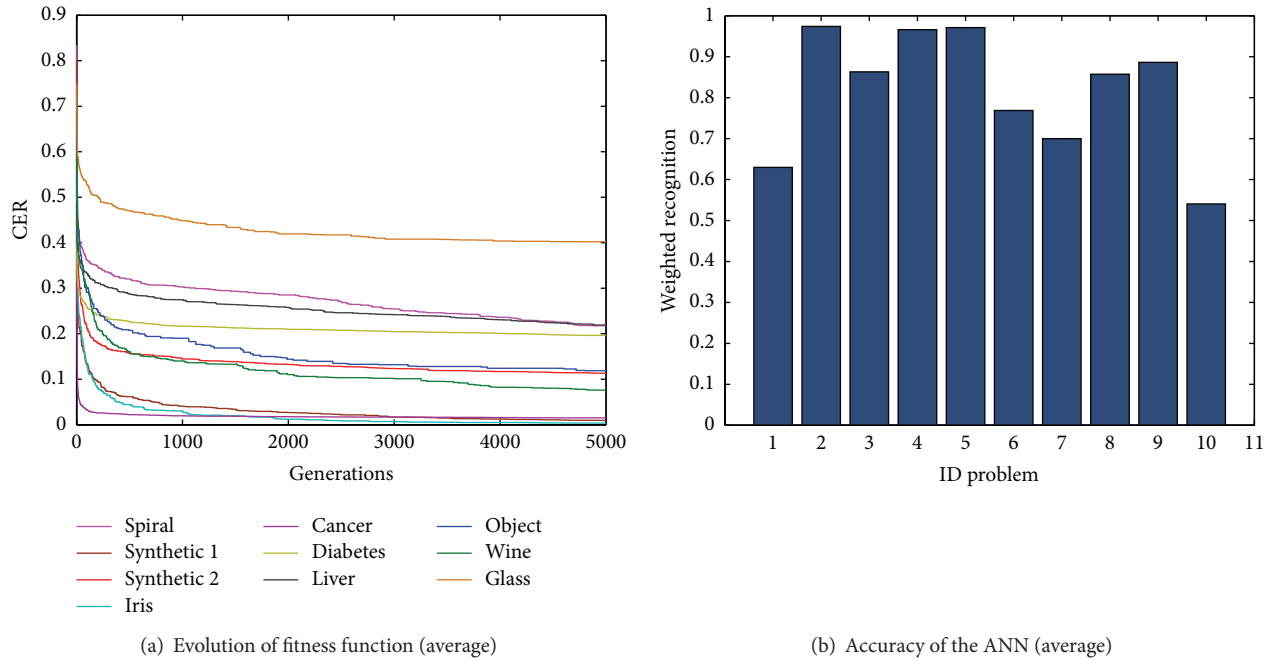 0.9
0.8
0.7
0.6
0.5
0.4
0.3
0.2
0.1
0
CER
0 1000 2000 3000 4000 5000
Generations
Spiral
Synthetic 1
Synthetic 2
Iris
Cancer
Diabetes
Liver
Object
Wine
Glass
(a) Evolution of fitness function (average)
1
0.9
0.8
0.7
0.6
0.5
0.4
0.3
0.2
0.1
0
Weighted recognition
1 2 3 4 5 6 7 8 9 10 11
ID problem
(b) Accuracy of the ANN (average)